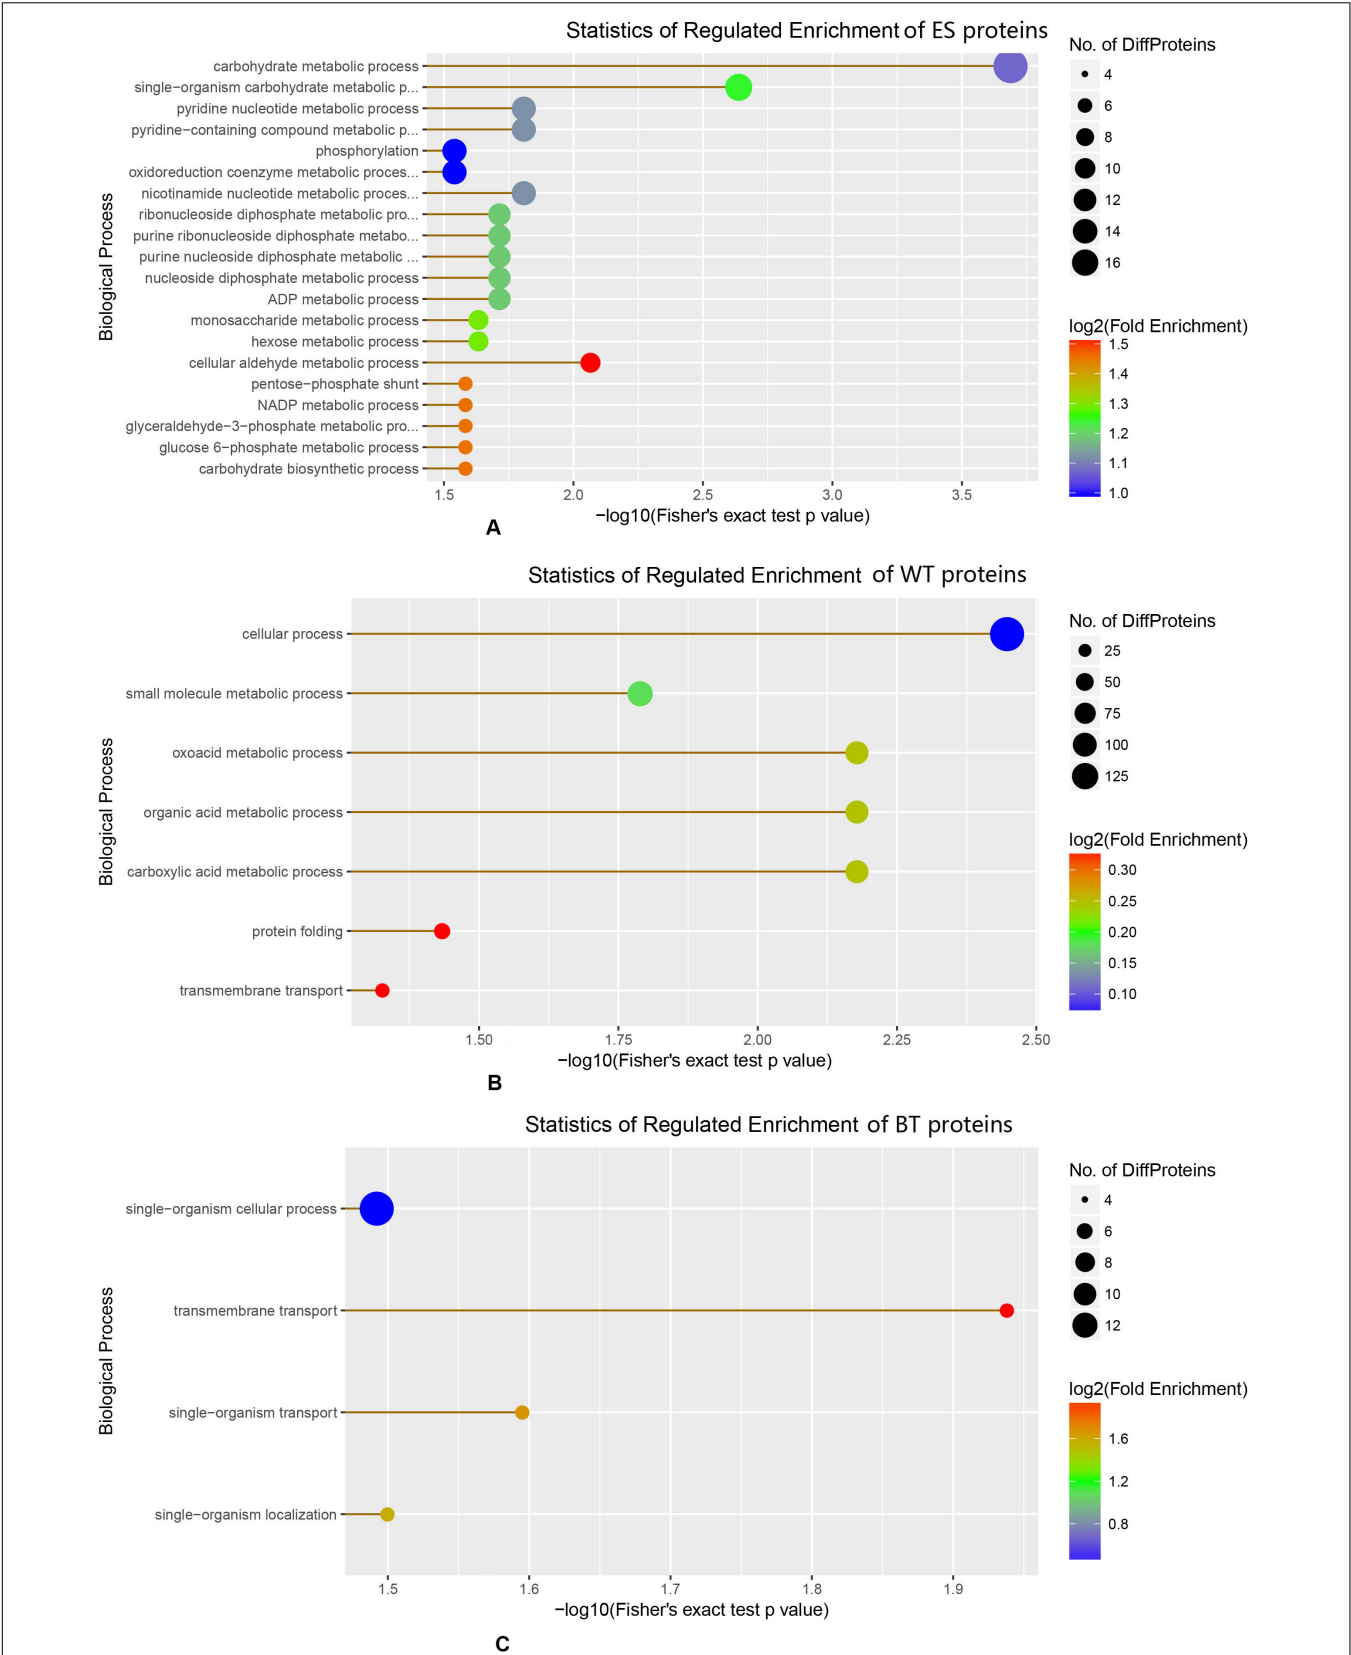 Statistics of Regulated Enrichment of ES proteins
Biological Process
carbohydrate metabolic process
single−organism carbohydrate metabolic p...
pyridine nucleotide metabolic process
pyridine−containing compound metabolic p...
phosphorylation
oxidoreduction coenzyme metabolic proces...
nicotinamide nucleotide metabolic proces...
ribonucleoside diphosphate metabolic pro...
purine ribonucleoside diphosphate metabo...
purine nucleoside diphosphate metabolic ...
nucleoside diphosphate metabolic process
ADP metabolic process
monosaccharide metabolic process
hexose metabolic process
cellular aldehyde metabolic process
pentose−phosphate shunt
NADP metabolic process
glyceraldehyde−3−phosphate metabolic pro...
glucose 6−phosphate metabolic process
carbohydrate biosynthetic process
1.5 2.0 2.5 3.0 3.5
−log10(Fisher's exact test p value)
A
No. of DiffProteins
4
6
8
10
12
14
16
log2(Fold Enrichment)
1.5
1.4
1.3
1.2
1.1
1.0
Statistics of Regulated Enrichment of WT proteins
Biological Process
cellular process
small molecule metabolic process
oxoacid metabolic process
organic acid metabolic process
carboxylic acid metabolic process
protein folding
transmembrane transport
1.50 1.75 2.00 2.25 2.50
−log10(Fisher's exact test p value)
B
No. of DiffProteins
25
50
75
100
125
log2(Fold Enrichment)
0.30
0.25
0.20
0.15
0.10
Statistics of Regulated Enrichment of BT proteins
Biological Process
single−organism cellular process
transmembrane transport
single−organism transport
single−organism localization
1.5 1.6 1.7 1.8 1.9
−log10(Fisher's exact test p value)
C
No. of DiffProteins
4
6
8
10
12
log2(Fold Enrichment)
1.6
1.2
0.8